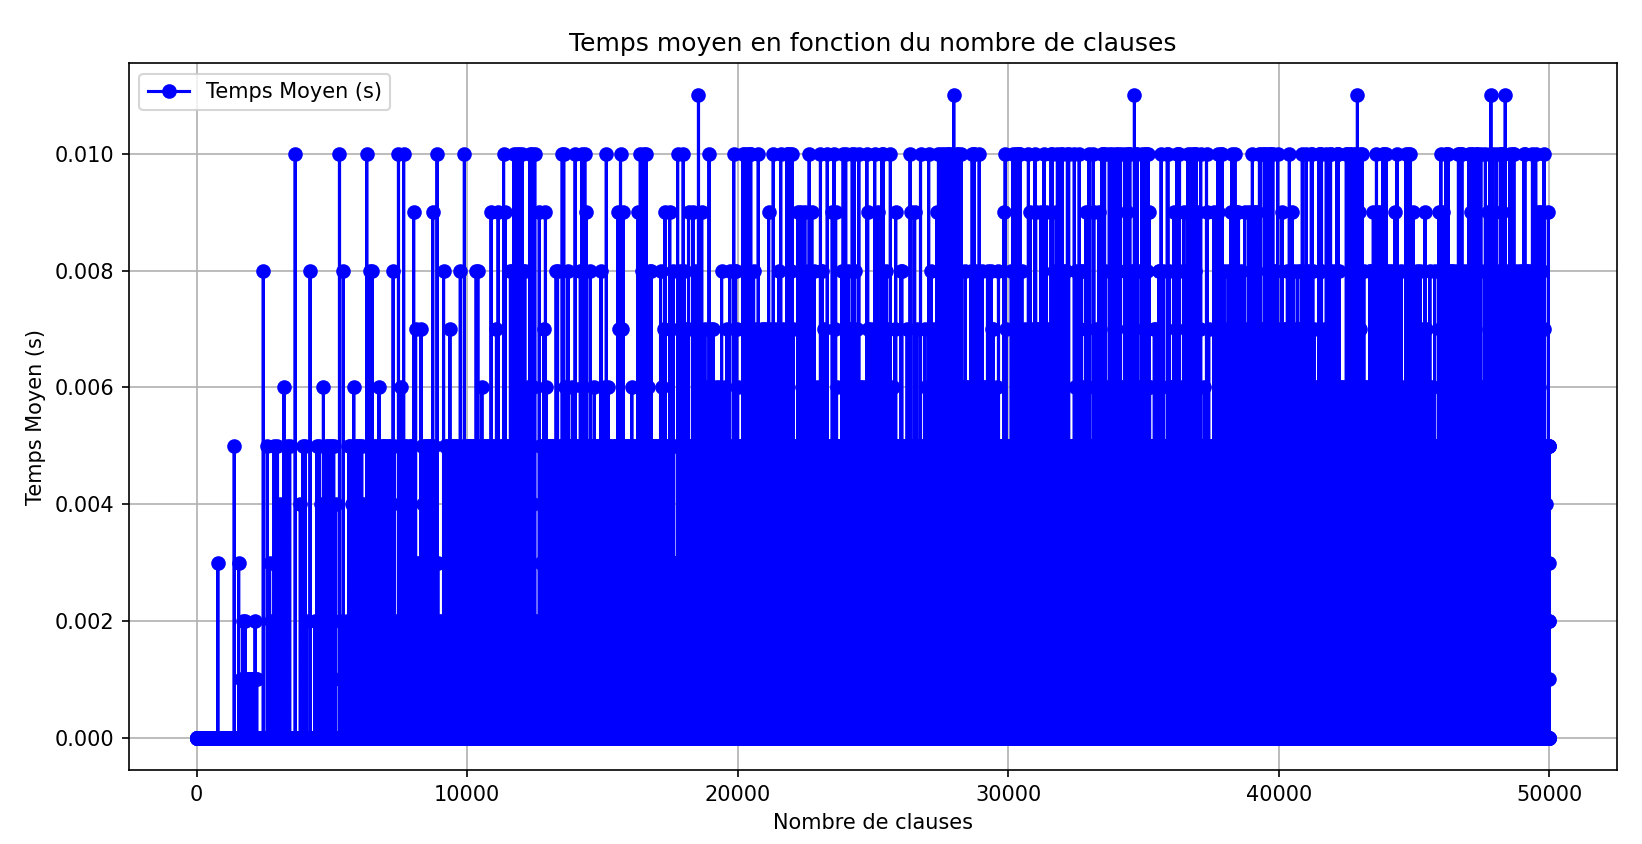 Temps moyen en fonction du nombre de clauses
Temps Moyen (s)
0.010
0.008
0.006
0.004
0.002
0.000
Temps Moyen (s)
0 10000 20000 30000 40000 50000
Nombre de clauses